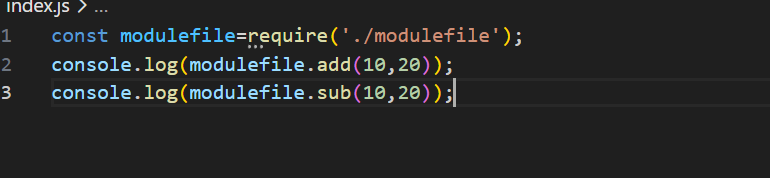 index.js > ...
1 const modulefile=require('./modulefile');
2 console.log(modulefile.add(10,20));
3 console.log(modulefile.sub(10,20));